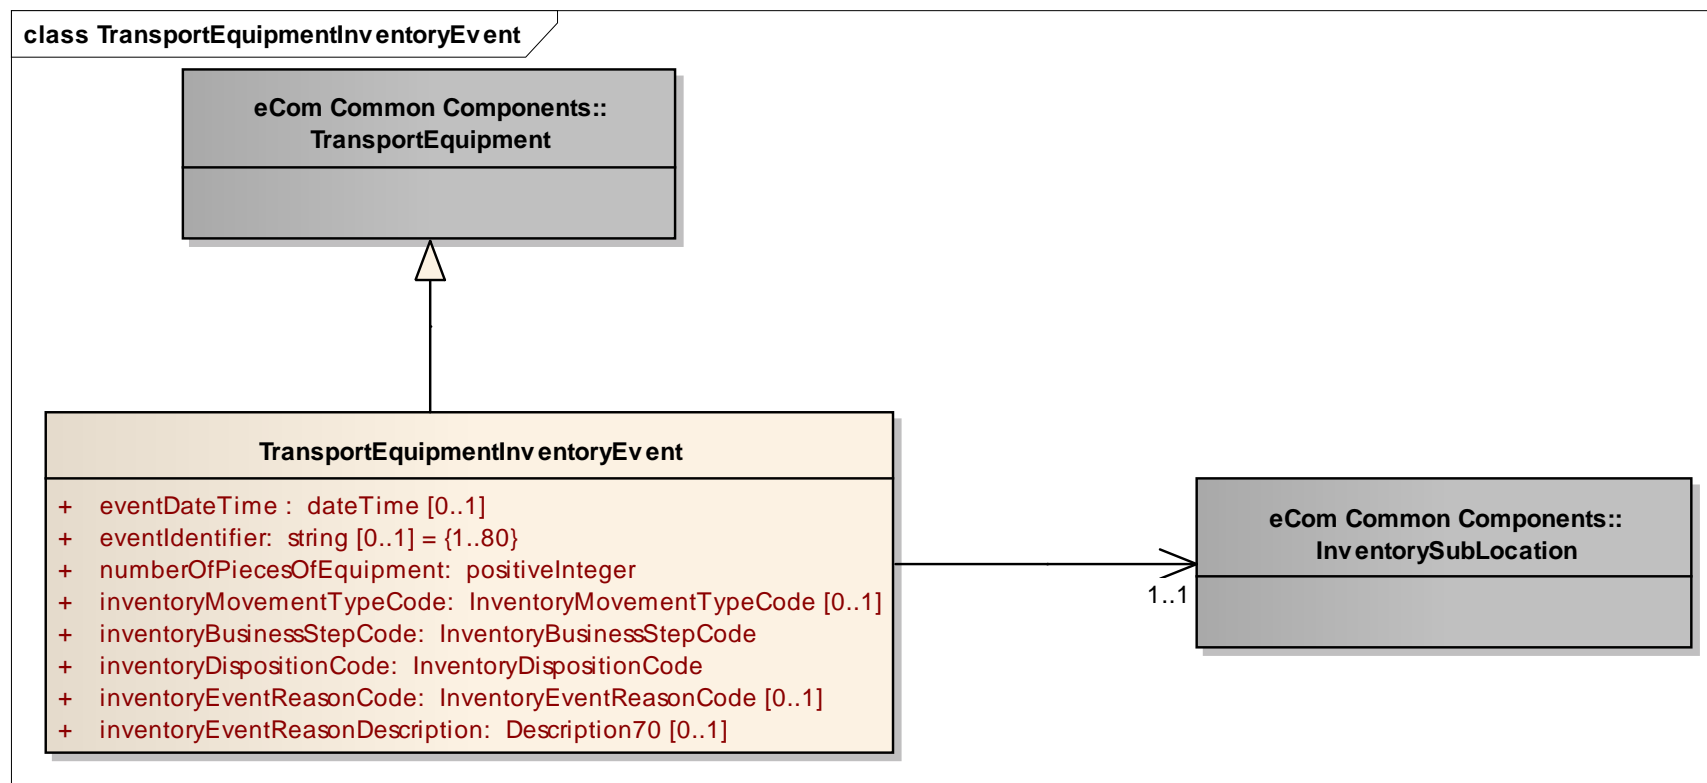 class TransportEquipmentInventoryEvent
eCom Common Components::
TransportEquipment
TransportEquipmentInventoryEvent
+ eventDateTime : dateTime [0..1]
+ eventIdentifier: string [0..1] = {1..80}
+ numberOfPiecesOfEquipment: positiveInteger
+ inventoryMovementTypeCode: InventoryMovementTypeCode [0..1]
+ inventoryBusinessStepCode: InventoryBusinessStepCode
+ inventoryDispositionCode: InventoryDispositionCode
+ inventoryEventReasonCode: InventoryEventReasonCode [0..1]
+ inventoryEventReasonDescription: Description70 [0..1]
1..1
eCom Common Components::
InventorySubLocation